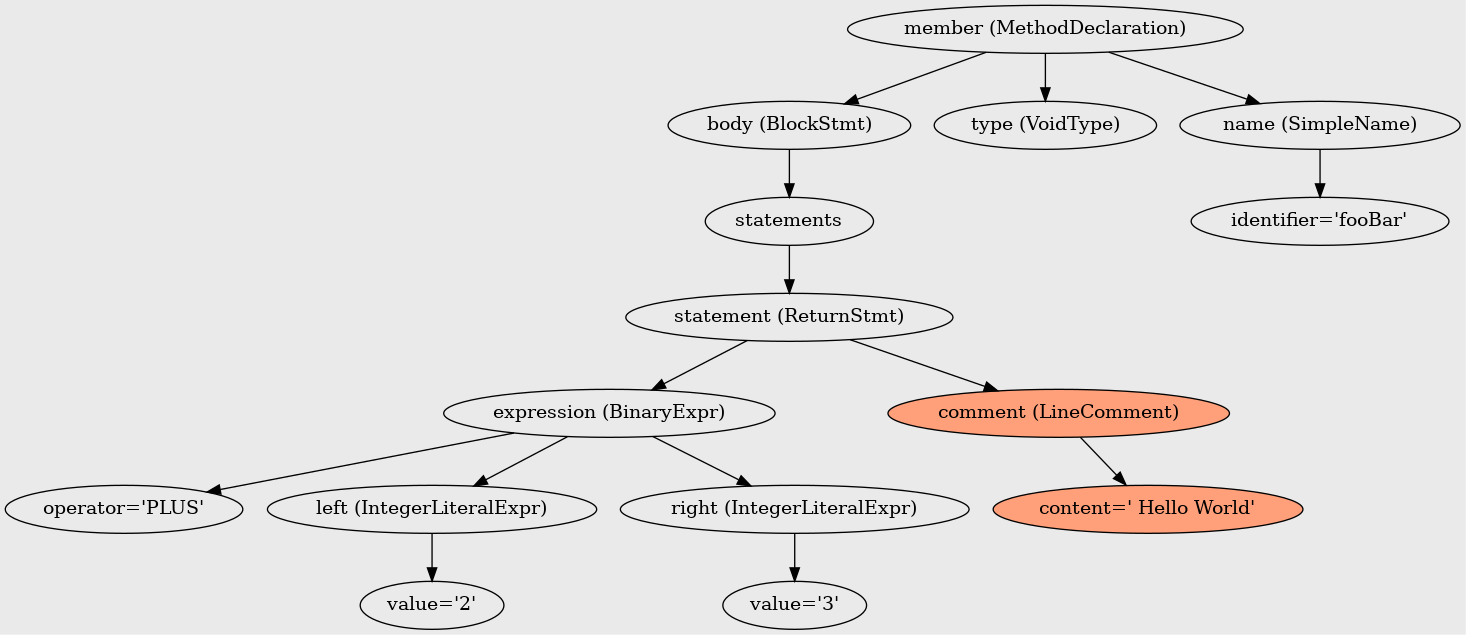 member (MethodDeclaration)
body (BlockStmt)
type (VoidType)
name (SimpleName)
statements
identifier='fooBar'
statement (ReturnStmt)
expression (BinaryExpr)
comment (LineComment)
operator='PLUS'
left (IntegerLiteralExpr)
right (IntegerLiteralExpr)
content=' Hello World'
value='2'
value='3'